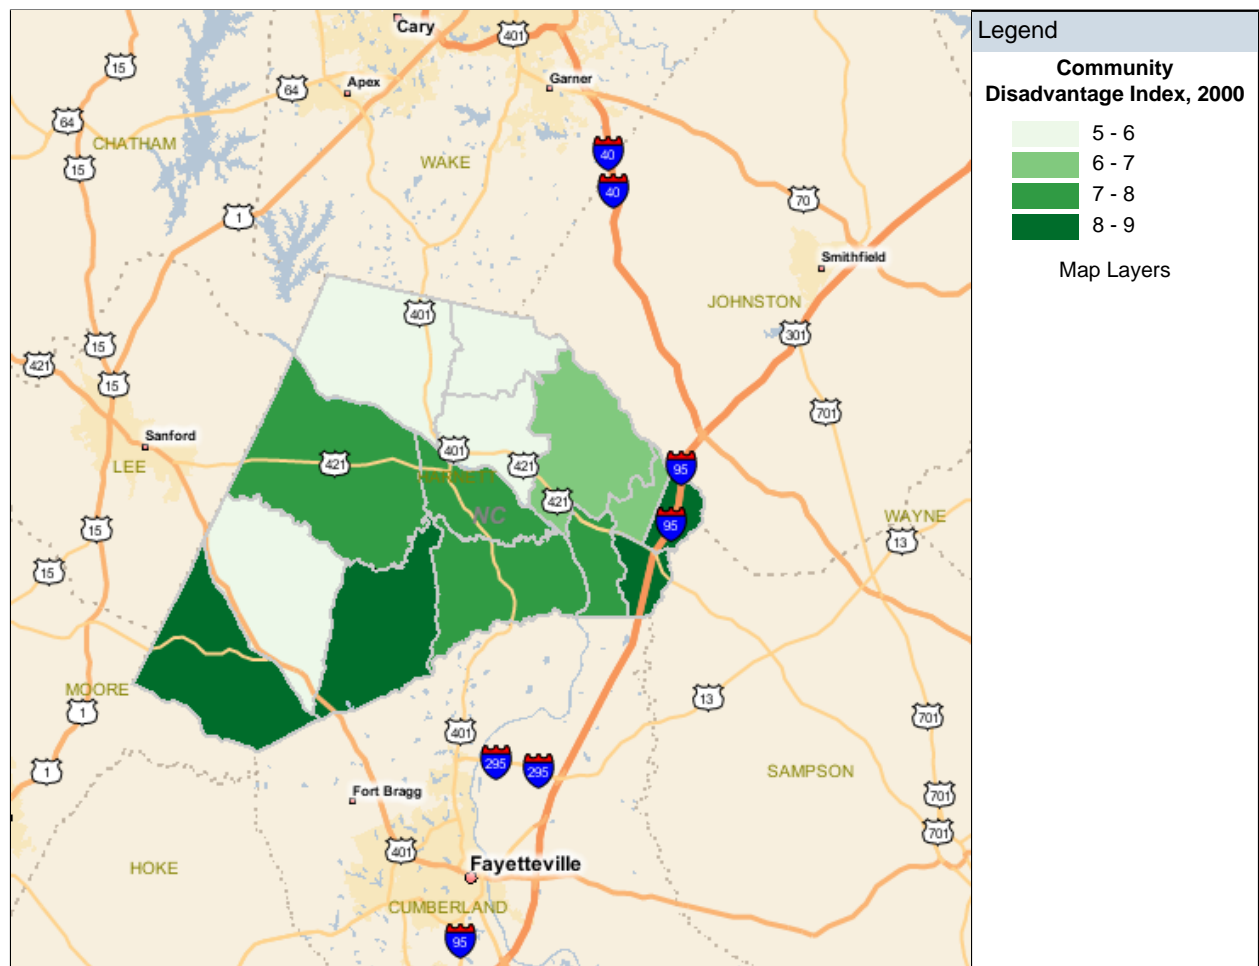 Cary
401
15
Apex
Garner
64
64
CHATHAM
40
WAKE
15
40
70
1
Smithfield
JOHNSTON
401
301
15
421
15
701
Sanford
401
LEE
421
421
95
HARNETT
421
NC
WAYNE
15
95
13
15
MOORE
13
1
701
401
295
295
SAMPSON
1
Fort Bragg
701
701
401
Fayetteville
HOKE
CUMBERLAND
95
Legend
Community
Disadvantage Index, 2000
5 - 6
6 - 7
7 - 8
8 - 9
Map Layers